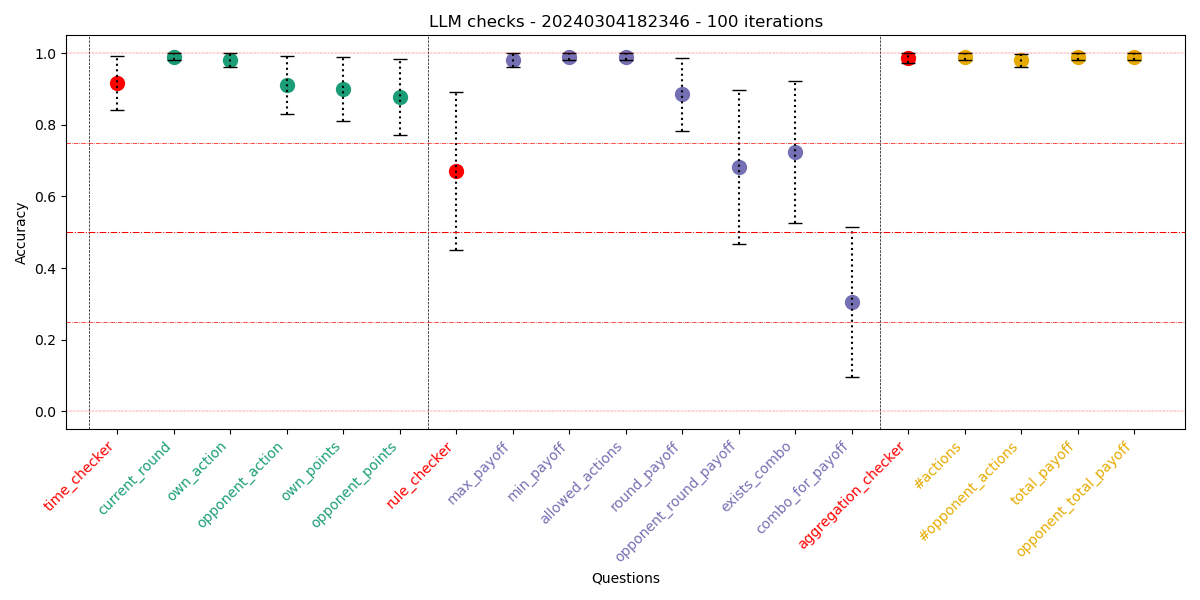 LLM checks - 20240304182346 - 100 iterations
Accuracy
1.0
0.8
0.6
0.4
0.2
0.0
time_checker
current_round
own_action
opponent_action
own_points
opponent_points
rule_checker
max_payoff
min_payoff
allowed_actions
round_payoff
opponent_round_payoff
exists_combo
combo_for_payoff
aggregation_checker
#actions
#opponent_actions
total_payoff
opponent_total_payoff
Questions